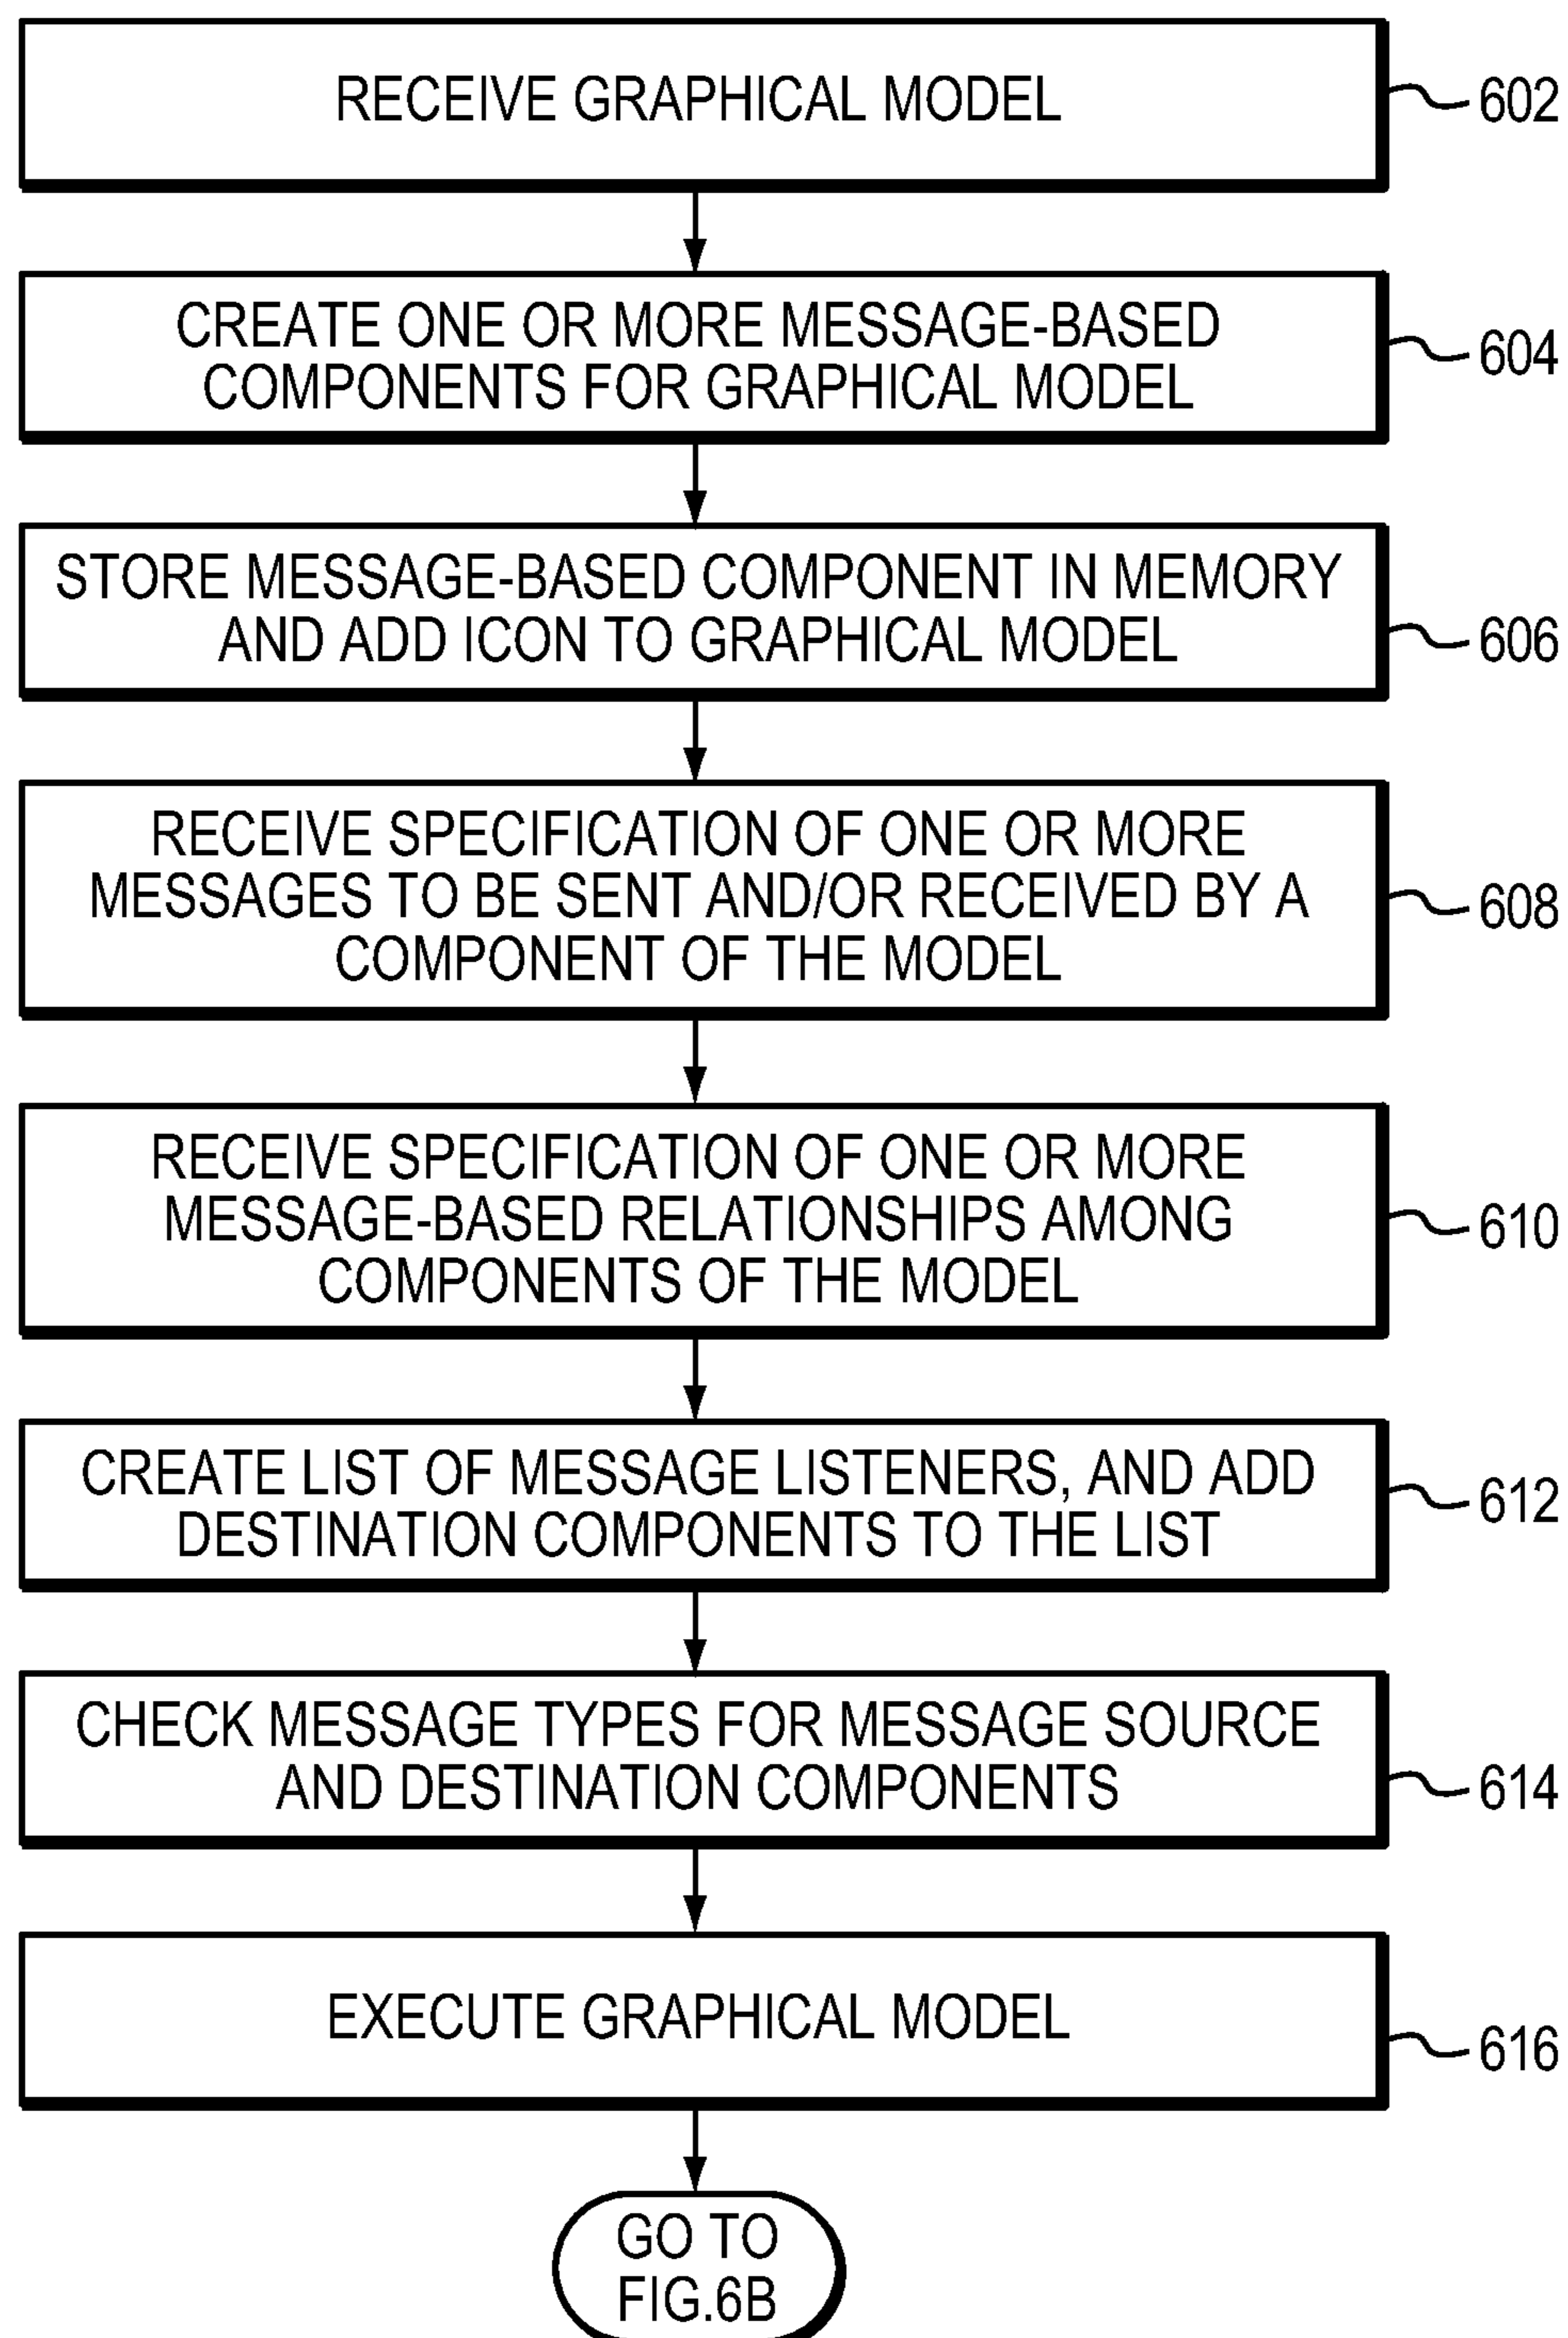 RECEIVE GRAPHICAL MODEL
602
CREATE ONE OR MORE MESSAGE-BASED
COMPONENTS FOR GRAPHICAL MODEL
604
STORE MESSAGE-BASED COMPONENT IN MEMORY
AND ADD ICON TO GRAPHICAL MODEL
606
RECEIVE SPECIFICATION OF ONE OR MORE
MESSAGES TO BE SENT AND/OR RECEIVED BY A
COMPONENT OF THE MODEL
608
RECEIVE SPECIFICATION OF ONE OR MORE
MESSAGE-BASED RELATIONSHIPS AMONG
COMPONENTS OF THE MODEL
610
CREATE LIST OF MESSAGE LISTENERS, AND ADD
DESTINATION COMPONENTS TO THE LIST
612
CHECK MESSAGE TYPES FOR MESSAGE SOURCE
AND DESTINATION COMPONENTS
614
EXECUTE GRAPHICAL MODEL
616
GO TO
FIG.6B